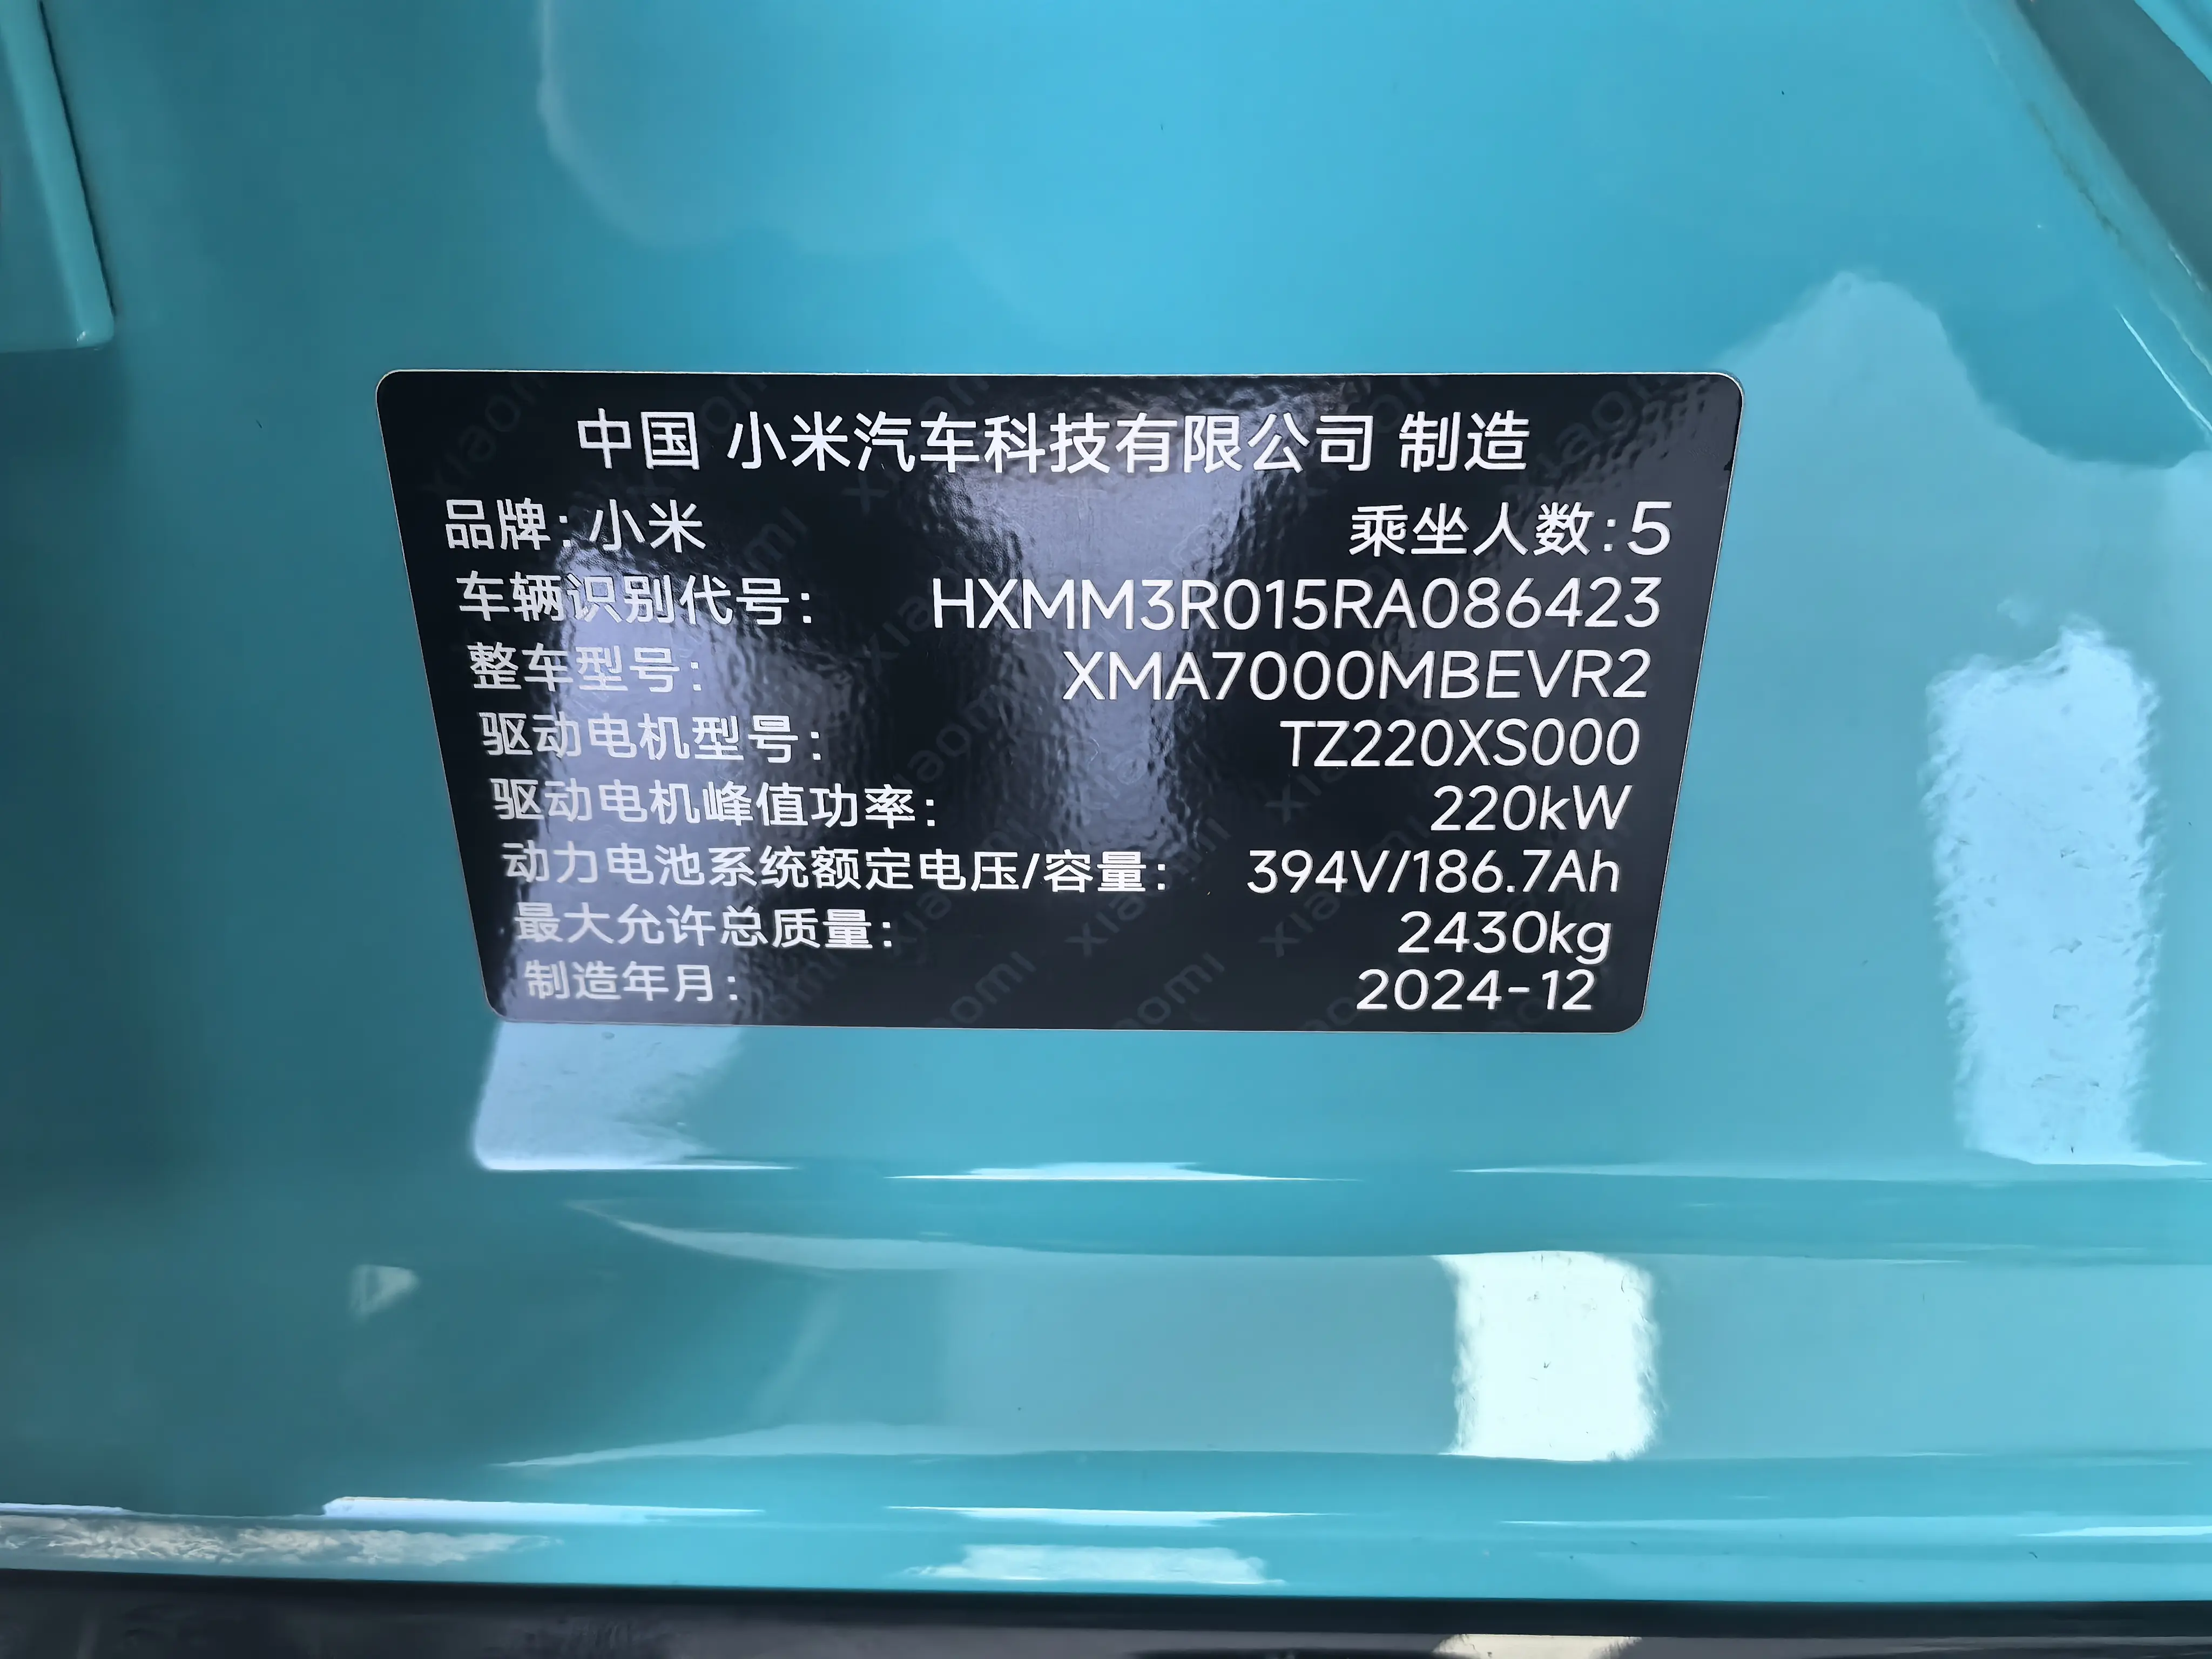 中国 小米汽车科技有限公司 制造
品牌:小米 乘坐人数:5
车辆识别代号: HXMM3R015RA086423
整车型号: XMA7000MBEVR2
驱动电机型号: TZ220XS000
驱动电机峰值功率: 220kW
动力电池系统额定电压/容量: 394V/186.7Ah
最大允许总质量: 2430kg
制造年月: 2024-12